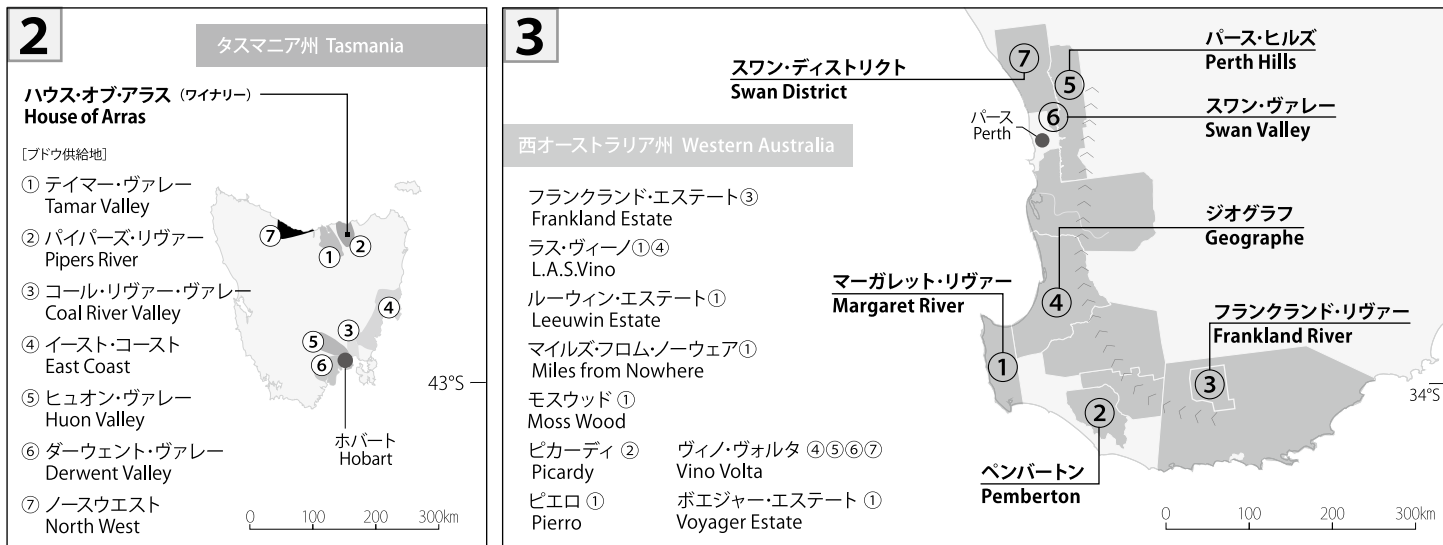 2
タスマニア州 Tasmania
ハウス・オブ・アラス（ワイナリー）
House of Arras
[ブドウ供給地]
① テイマー・ヴァレー
Tamar Valley
② パイパーズ・リヴァー
Pipers River
③ コール・リヴァー・ヴァレー
Coal River Valley
④ イースト・コースト
East Coast
⑤ ヒュオン・ヴァレー
Huon Valley
⑥ ダーウェント・ヴァレー
Derwent Valley
⑦ ノースウエスト
North West
⑦
①
②
④
③
⑤
⑥
43°S
ホバート
Hobart
0 100 200 300km
3
西オーストラリア州 Western Australia
フランクランド・エステート③
Frankland Estate
ラス・ヴィーノ①④
L.A.S.Vino
ルーウィン・エステート①
Leeuwin Estate
マイルズ・フロム・ノーウェア①
Miles from Nowhere
モスウッド ①
Moss Wood
ピカーディ ②
Picardy
ピエロ ①
Pierro
ヴィノ・ヴォルタ ④⑤⑥⑦
Vino Volta
ボエジャー・エステート ①
Voyager Estate
スワン・ディストリクト
Swan District
⑦
パース・ヒルズ
Perth Hills
⑤
スワン・ヴァレー
Swan Valley
⑥
パース
Perth
ジオグラフ
Geographe
④
マーガレット・リヴァー
Margaret River
①
フランクランド・リヴァー
Frankland River
③
34°S
②
ペンバートン
Pemberton
0 100 200 300km